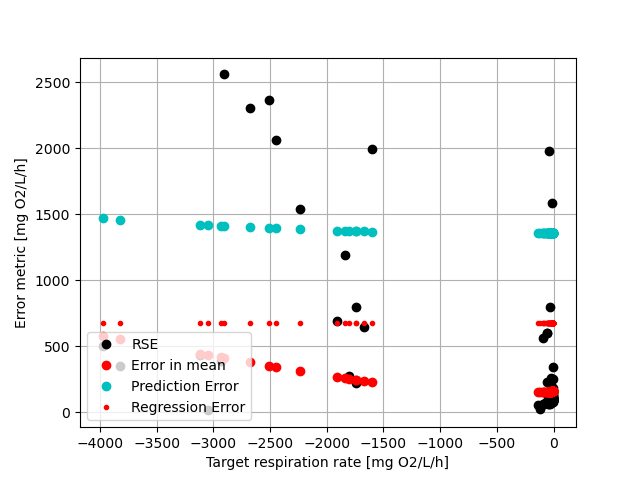 2500
2000
1500
1000
500
0
Error metric [mg O2/L/h]
RSE
Error in mean
Prediction Error
Regression Error
−4000 −3500 −3000 −2500 −2000 −1500 −1000 −500 0
Target respiration rate [mg O2/L/h]